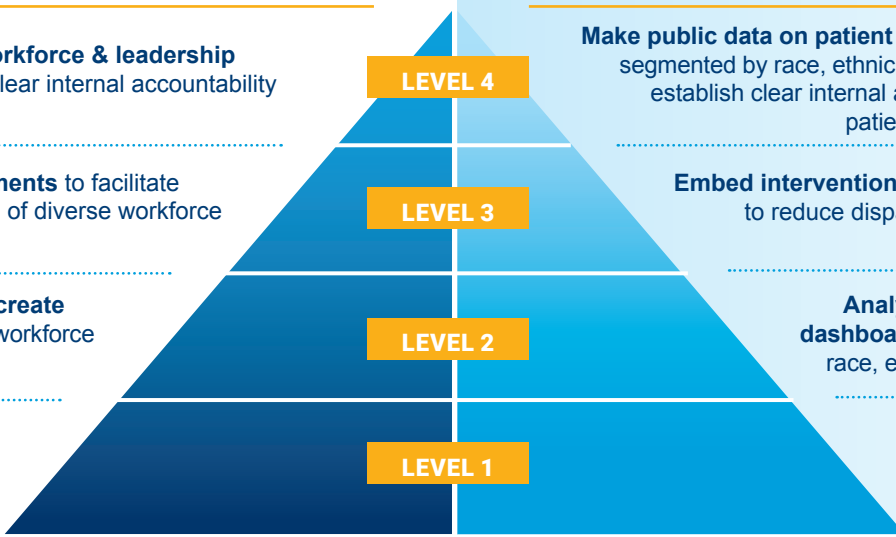 orkforce & leadership
lear internal accountability
LEVEL 4
Make public data on patient
segmented by race, ethnic
establish clear internal a
patie
ments to facilitate
of diverse workforce
LEVEL 3
Embed intervention
to reduce disp
create
workforce
LEVEL 2
Analy
dashboa
race, e
LEVEL 1